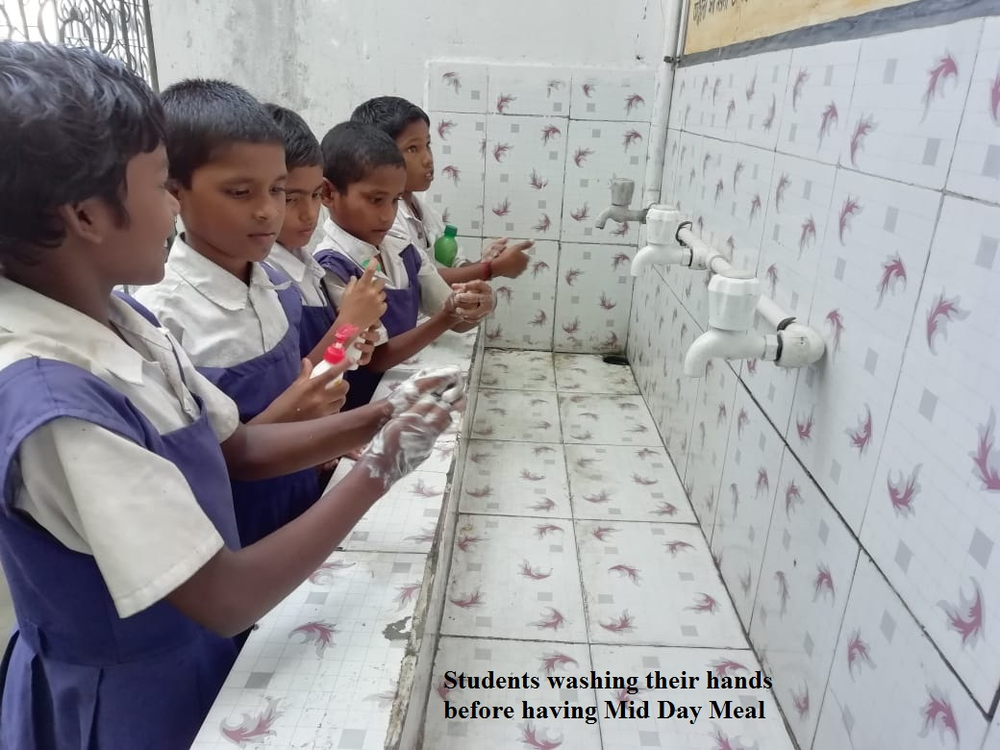 Students washing their hands
before having Mid Day Meal